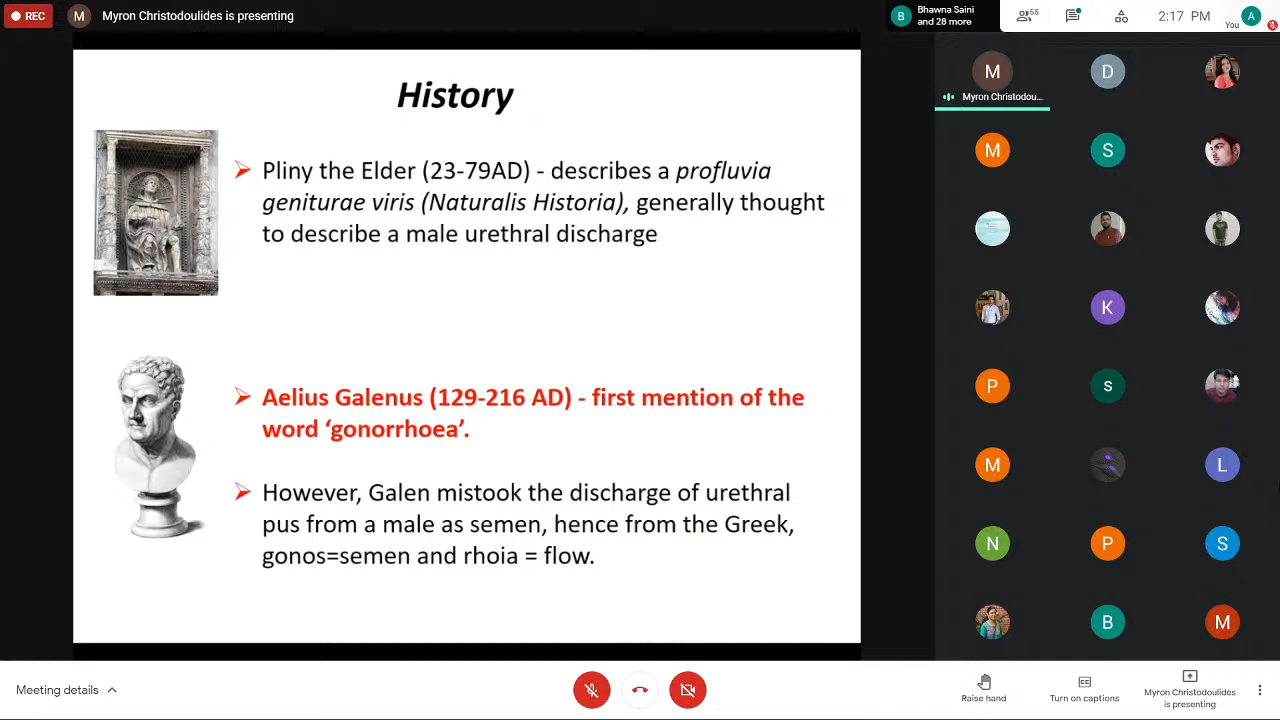 REC
M
Myron Christodoulides is presenting
B
Bhawna Saini
and 28 more
55
2:17 PM
A
You
History
➢ Pliny the Elder (23-79AD) - describes a profluvia
geniturae viris (Naturalis Historia), generally thought
to describe a male urethral discharge
➢ Aelius Galenus (129-216 AD) - first mention of the
word ‘gonorrhoea’.
➢ However, Galen mistook the discharge of urethral
pus from a male as semen, hence from the Greek,
gonos=semen and rhoia = flow.
M
D
Myron Christodou...
M
S
K
P
s
M
L
N
P
S
B
M
Meeting details
Raise hand
Turn on captions
Myron Christodoulides
is presenting